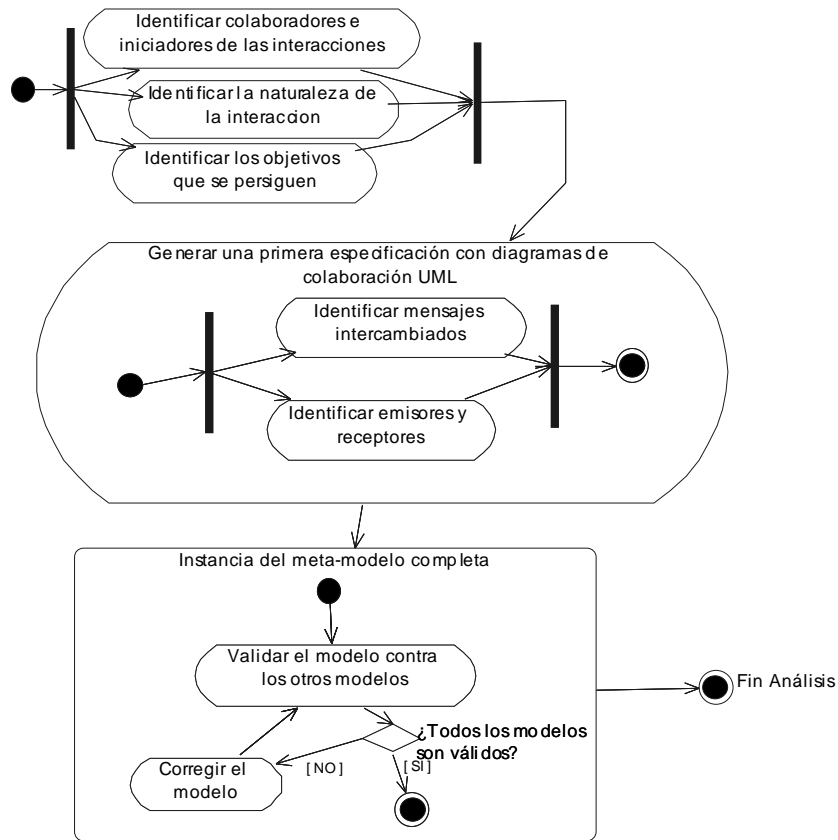 Identificar colaboradores e
iniciadores de las interacciones
Identificar la naturaleza de
la interaccion
Identificar los objetivos
que se persiguen
Generar una primera especificación con diagramas de
colaboración UML
Identificar mensajes
intercambiados
Identificar emisores y
receptores
Instancia del meta-modelo completa
Validar el modelo contra
los otros modelos
¿Todos los modelos
son válidos?
[NO]
[SI]
Corregir el
modelo
Fin Análisis